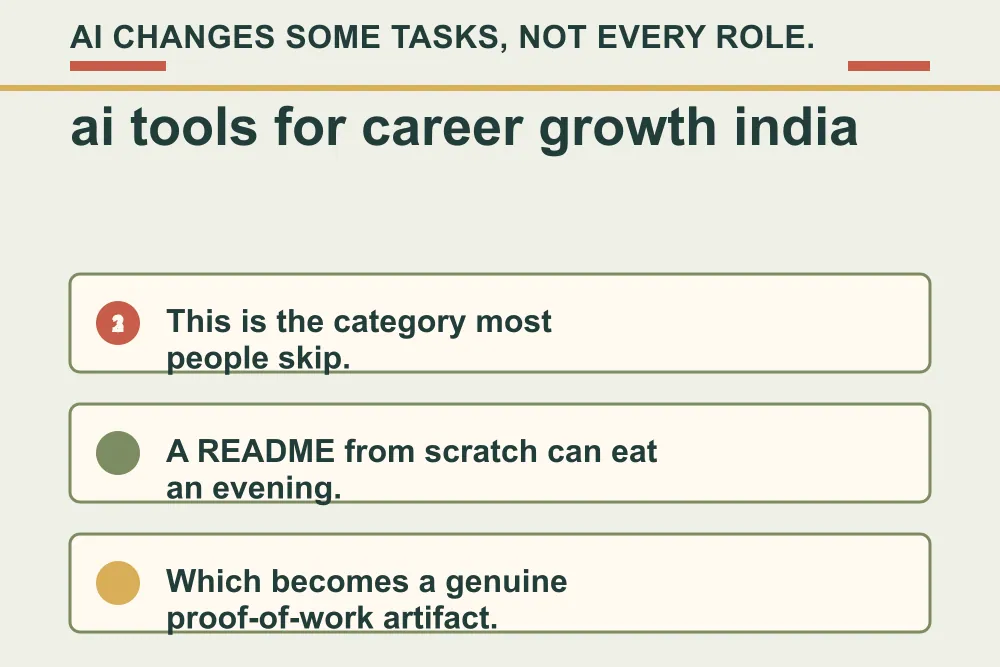 AI CHANGES SOME TASKS, NOT EVERY ROLE.
ai tools for career growth india
This is the category most
people skip.
A README from scratch can eat
an evening.
Which becomes a genuine
proof-of-work artifact.